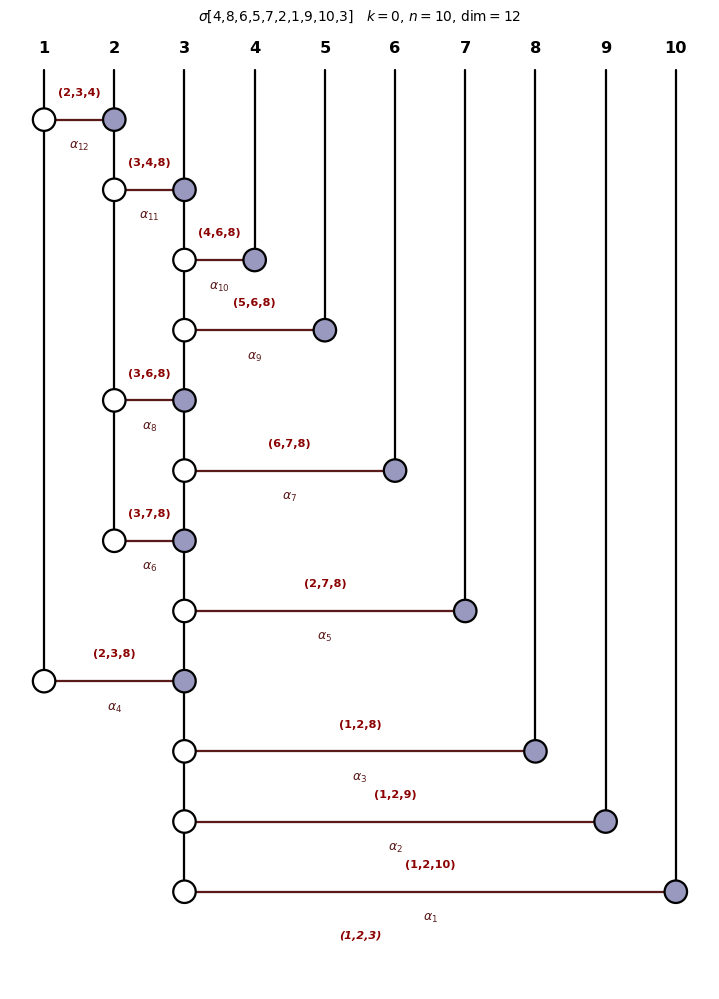 σ[4,8,6,5,7,2,1,9,10,3]   k = 0, n = 10, dim = 12
1 2 3 4 5 6 7 8 9 10
(2,3,4)
α₁₂
(3,4,8)
α₁₁
(4,6,8)
α₁₀
(5,6,8)
α₉
(3,6,8)
α₈
(6,7,8)
α₇
(3,7,8)
α₆
(2,7,8)
α₅
(2,3,8)
α₄
(1,2,8)
α₃
(1,2,9)
α₂
(1,2,10)
α₁
(1,2,3)